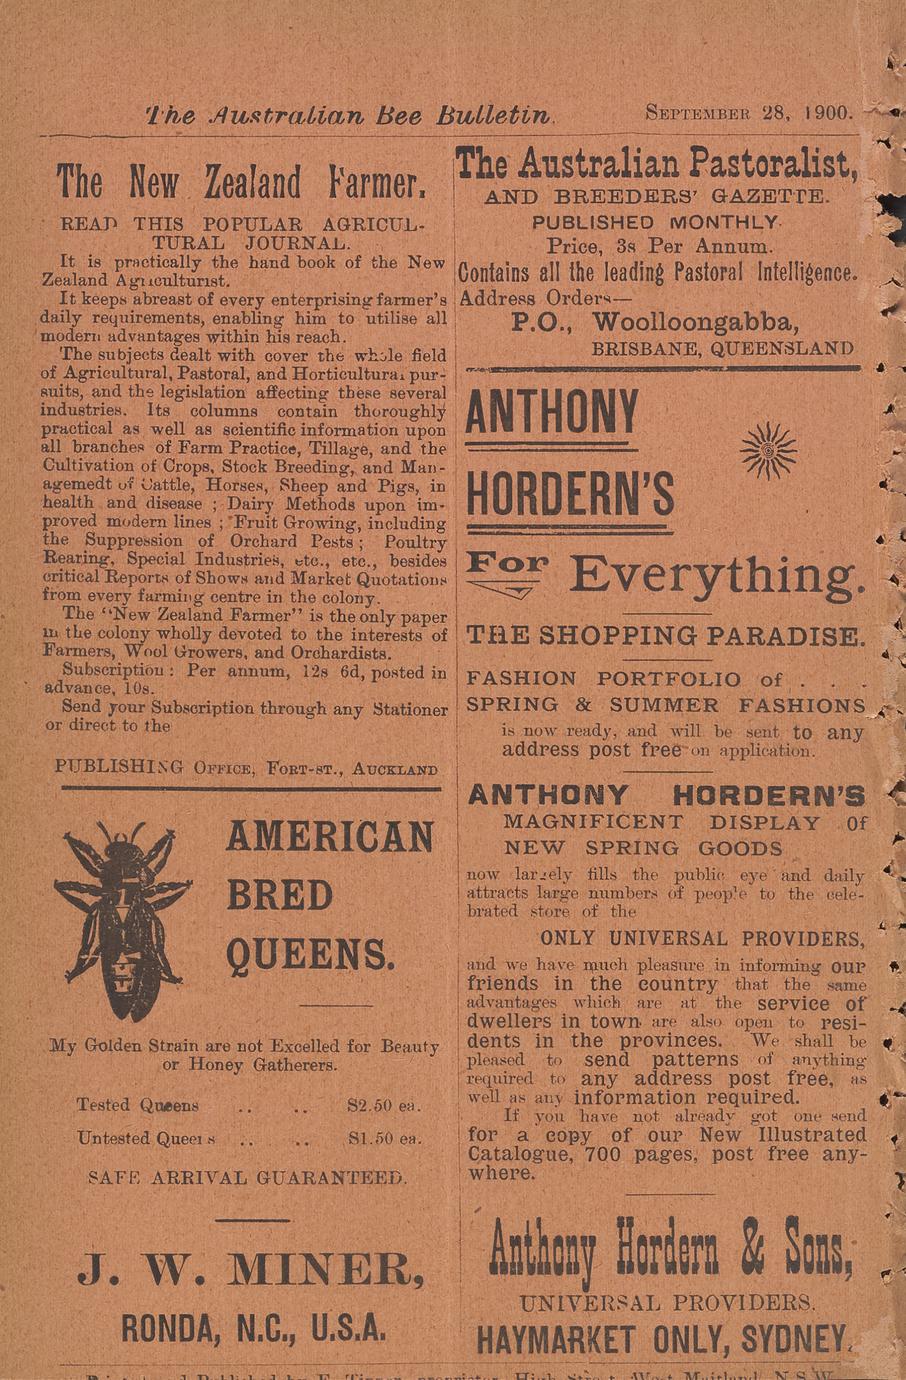 The Australian Bee Bulletin. SEPTEMBER 28, 1900.
The New Zealand Farmer.
READ THIS POPULAR AGRICUL-
TURAL JOURNAL.
It is practically the hand book of the New
Zealand Agriculturist.
It keeps abreast of every enterprising farmer's
daily requirements, enabling him to utilise all
modern advantages within his reach.
The subjects dealt with cover the whole field
of Agricultural, Pastoral, and Horticultural pur-
suits, and the legislation affecting these several
industries. Its columns contain thoroughly
practical as well as scientific information upon
all branches of Farm Practice, Tillage, and the
Cultivation of Crops, Stock Breeding, and Man-
agemedt of Cattle, Horses, Sheep and Pigs, in
health and disease ; Dairy Methods upon im-
proved modern lines ; Fruit Growing, including
the Suppression of Orchard Pests ; Poultry
Rearing, Special Industries, etc., etc., besides
critical Reports of Shows and Market Quotations
from every farming centre in the colony.
The "New Zealand Farmer" is the only paper
in the colony wholly devoted to the interests of
Farmers, Wool Growers, and Orchardists.
Subscription : Per annum, 12s 6d, posted in
advance, 10s.
Send your Subscription through any Stationer
or direct to the
PUBLISHING OFFICE, FORT-ST., AUCKLAND
AMERICAN
BRED
QUEENS.
My Golden Strain are not Excelled for Beauty
or Honey Gatherers.
Tested Queens .. .. $2.50 ea.
Untested Queens .. .. $1.50 ea.
SAFE ARRIVAL GUARANTEED.
J. W. MINER,
RONDA, N.C., U.S.A.
The Australian Pastoralist,
AND BREEDERS' GAZETTE.
PUBLISHED MONTHLY.
Price, 3s Per Annum.
Contains all the leading Pastoral Intelligence.
Address Orders—
P.O., Woolloongabba,
BRISBANE, QUEENSLAND
ANTHONY
HORDERN'S
For Everything.
THE SHOPPING PARADISE.
FASHION PORTFOLIO of . . .
SPRING & SUMMER FASHIONS
is now ready, and will be sent to any
address post free on application.
ANTHONY HORDERN'S
MAGNIFICENT DISPLAY Of
NEW SPRING GOODS
now largely fills the public eye and daily
attracts large numbers of people to the cele-
brated store of the
ONLY UNIVERSAL PROVIDERS,
and we have much pleasure in informing our
friends in the country that the same
advantages which are at the service of
dwellers in town are also open to resi-
dents in the provinces. We shall be
pleased to send patterns of anything
required to any address post free, as
well as any information required.
If you have not already got one send
for a copy of our New Illustrated
Catalogue, 700 pages, post free any-
where.
Anthony Hordern & Sons,
UNIVERSAL PROVIDERS.
HAYMARKET ONLY, SYDNEY.
Printed and Published by E. Tipper, proprietor, High Street, West Maitland, N.S.W.